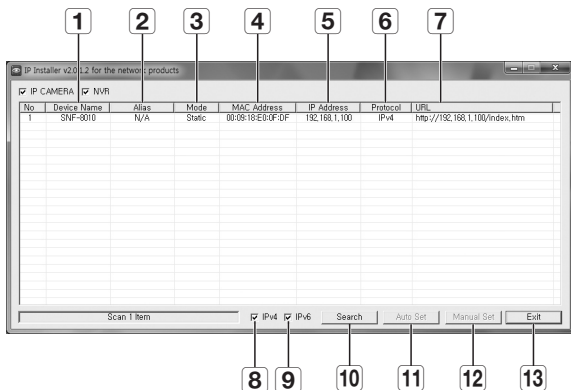 1 2 3 4 5 6 7
IP Installer v2.0.1.2 for the network products
IP CAMERA NVR
No Device Name Alias Mode MAC Address IP Address Protocol URL
1 SNF-8010 N/A Static 00:09:18:E0:0F:DF 192,168,1,100 IPv4 http://192,168,1,100/index,htm
Scan 1 Item IPv4 IPv6 Search Auto Set Manual Set Exit
8 9 10 11 12 13